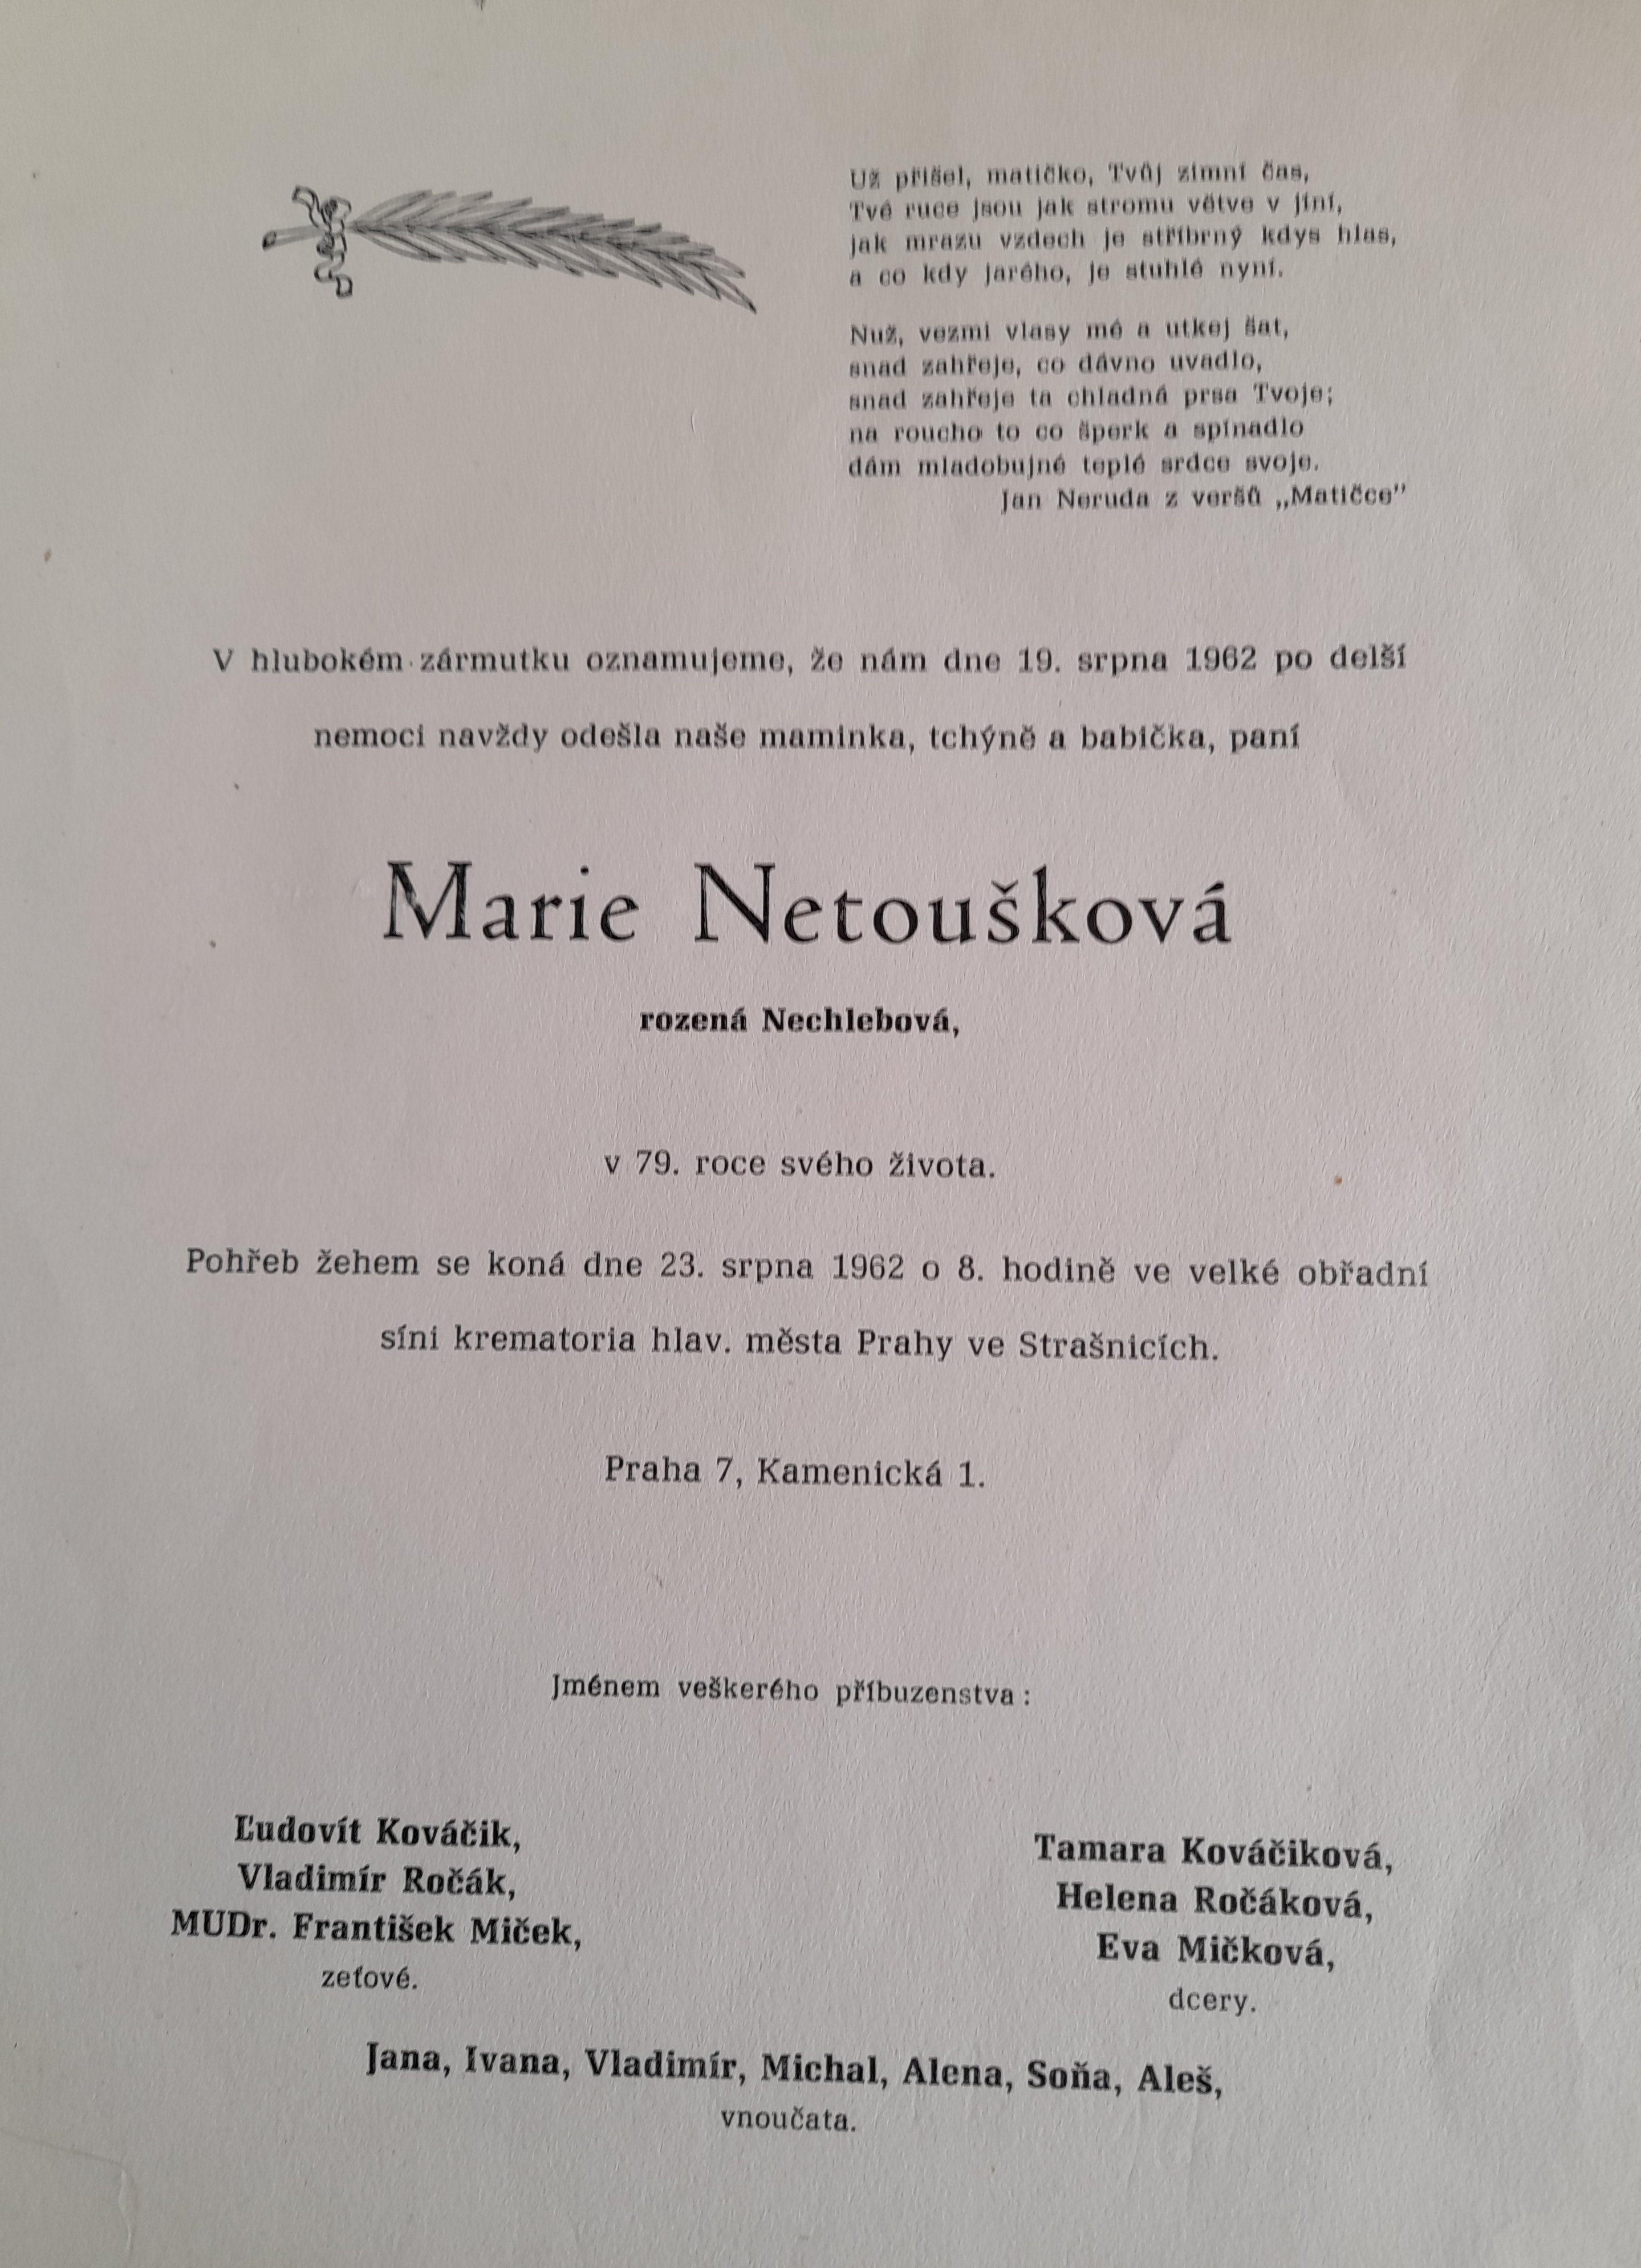 Už přišel, matičko, Tvůj zimní čas,
Tvé ruce jsou jak stromu větve v jíní,
jak mrazu vzdech je stříbrný kdys hlas,
a co kdy jarého, je stuhlé nyní.
Nuž, vezmi vlasy mé a utkej šat,
snad zahřeje, co dávno uvadlo,
snad zahřeje ta chladná prsa Tvoje;
na roucho to co šperk a spínadlo
dám mladobujné teplé srdce svoje.
Jan Neruda z veršů „Matičce”
V hlubokém zármutku oznamujeme, že nám dne 19. srpna 1962 po delší
nemoci navždy odešla naše maminka, tchýně a babička, paní
Marie Netoušková
rozená Nechlebová,
v 79. roce svého života.
Pohřeb žehem se koná dne 23. srpna 1962 o 8. hodině ve velké obřadní
síni krematoria hlav. města Prahy ve Strašnicích.
Praha 7, Kamenická 1.
Jménem veškerého příbuzenstva:
Ľudovít Kováčik,
Vladimír Ročák,
MUDr. František Miček,
zeťové.
Tamara Kováčiková,
Helena Ročáková,
Eva Mičková,
dcery.
Jana, Ivana, Vladimír, Michal, Alena, Soňa, Aleš,
vnoučata.